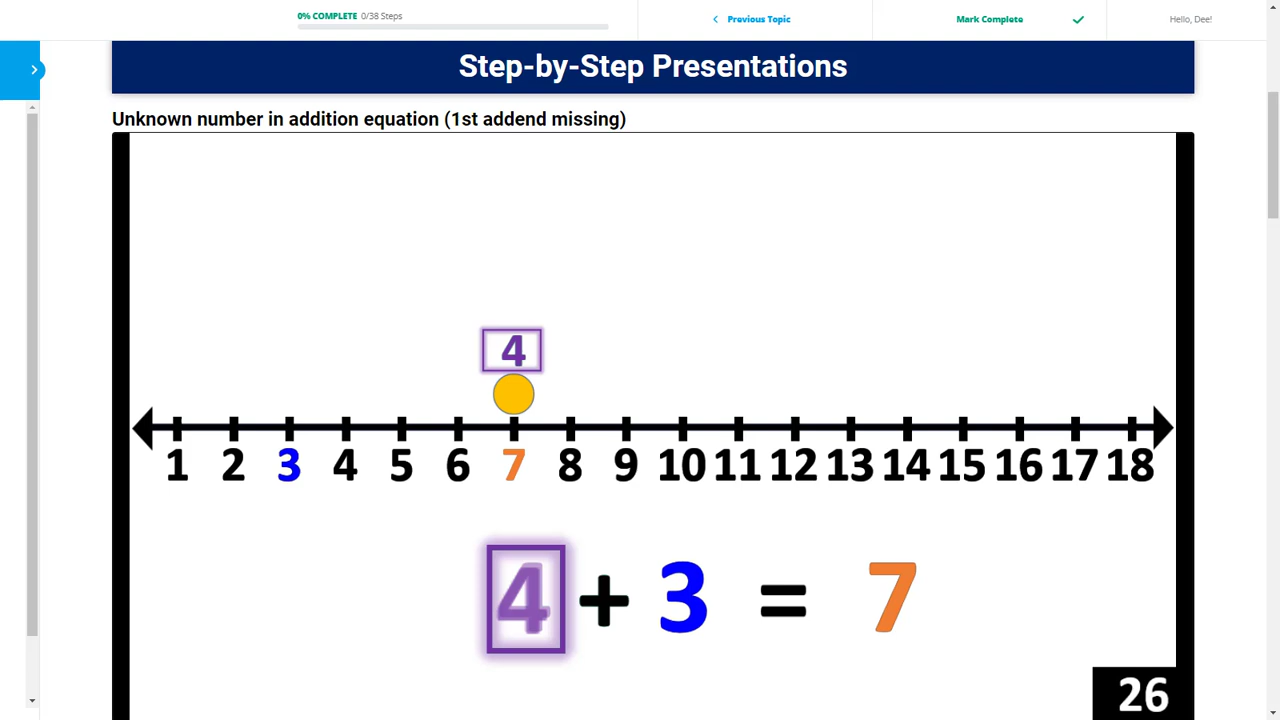 0% COMPLETE 0/38 Steps
Previous Topic
Mark Complete
Hello, Dee!
Step-by-Step Presentations
Unknown number in addition equation (1st addend missing)
4
1 2 3 4 5 6 7 8 9 10 11 12 13 14 15 16 17 18
4 + 3 = 7
26